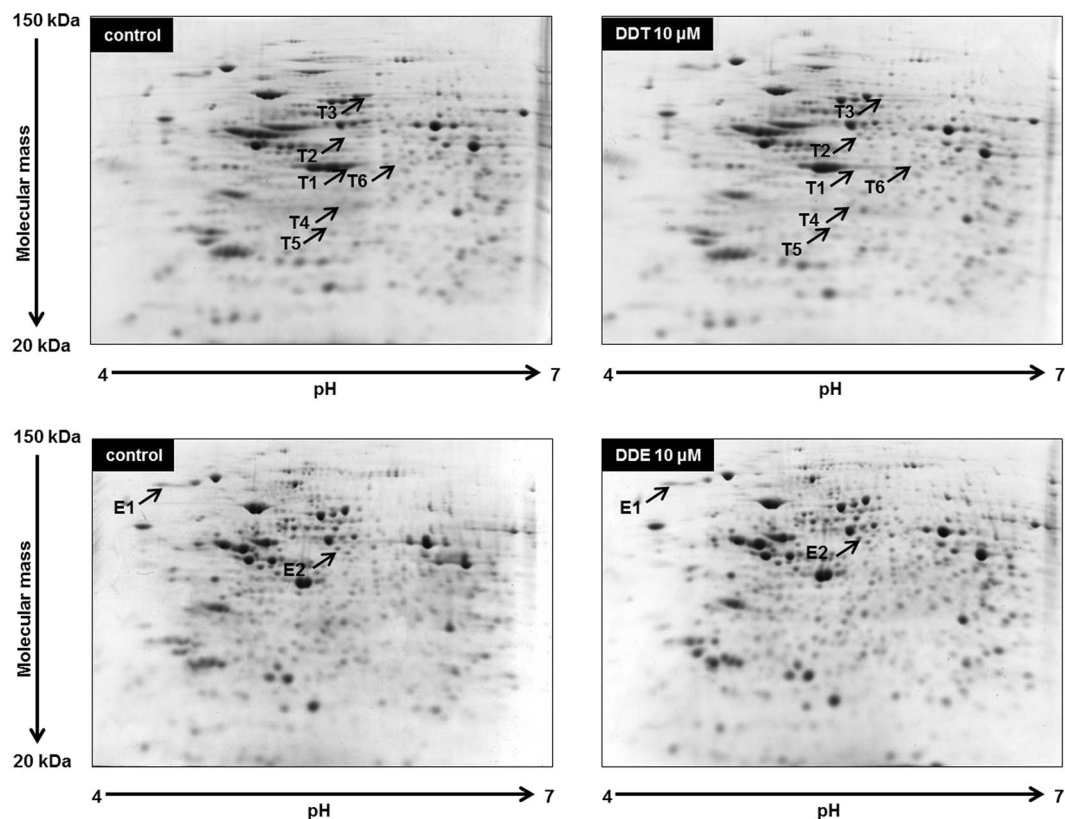 150 kDa
control
DDT 10 µM
T3
T3
T2
T2
T1
T6
T1
T6
T4
T4
T5
T5
Molecular mass
20 kDa
4
7
4
7
pH
pH
150 kDa
control
DDE 10 µM
E1
E1
E2
E2
Molecular mass
20 kDa
4
7
4
7
pH
pH